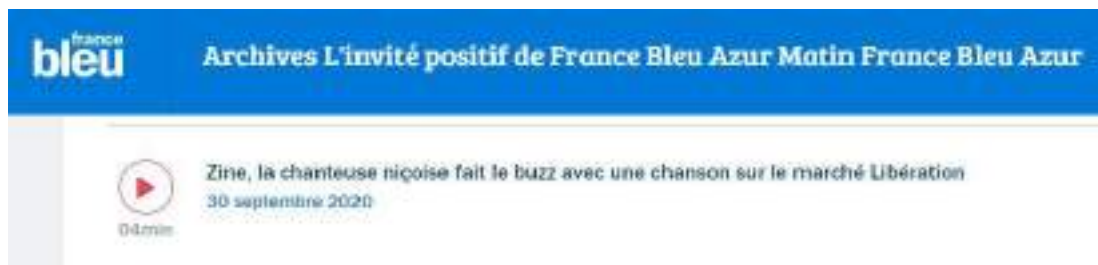 france
bleu
Archives L'invité positif de France Bleu Azur Matin France Bleu Azur
Zine, la chanteuse niçoise fait le buzz avec une chanson sur le marché Libération
30 septembre 2020
04min